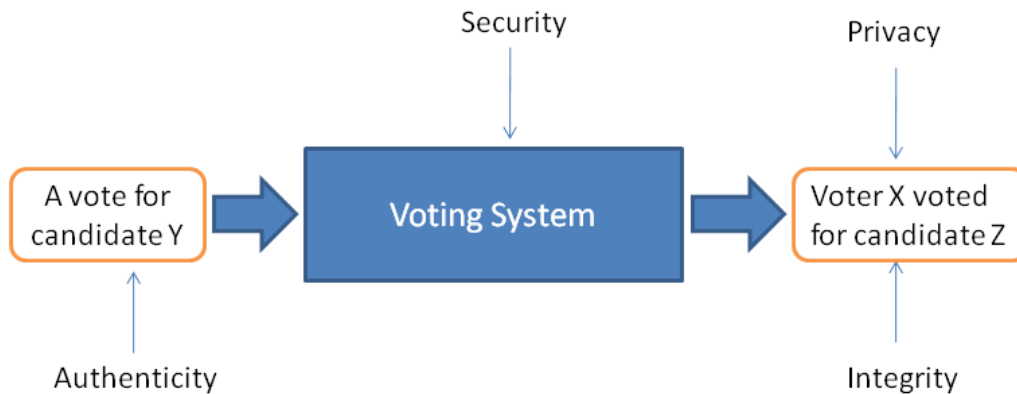 Security
Privacy
A vote for
candidate Y
Voting System
Voter X voted
for candidate Z
Authenticity
Integrity